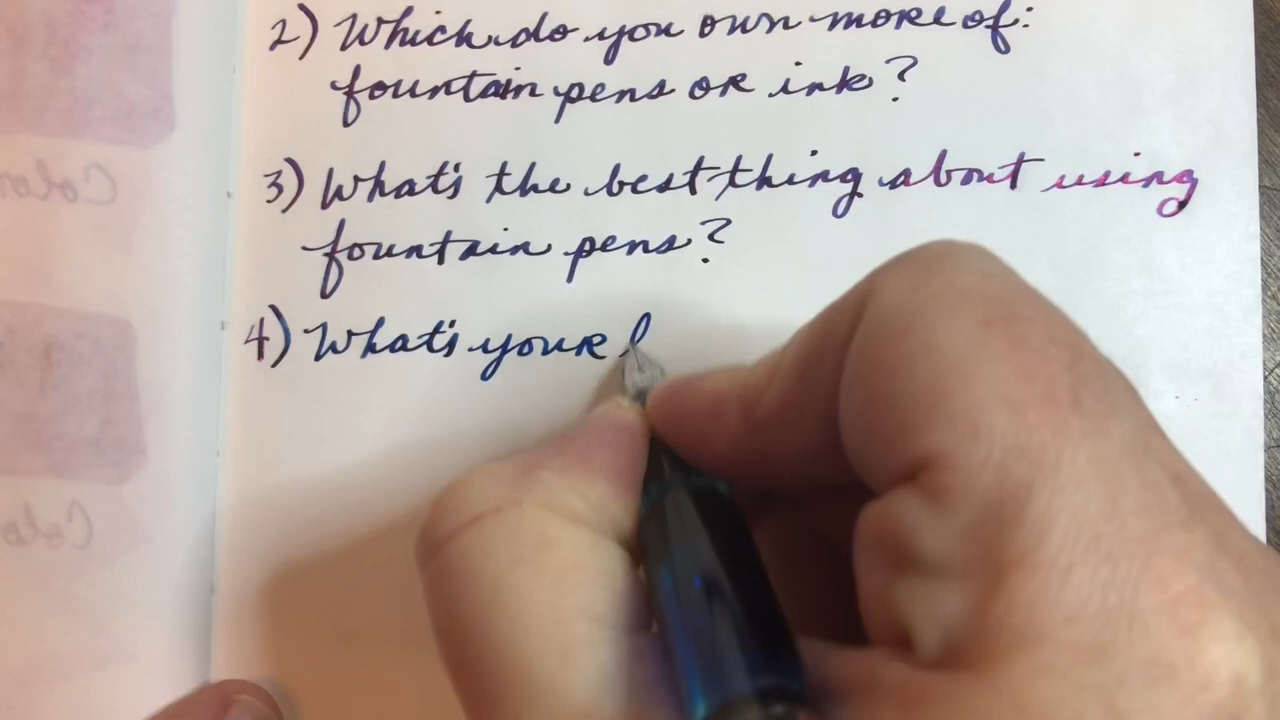 2) Which do you own more of:
fountain pens or ink?
3) What's the best thing about using
fountain pens?
4) What's your